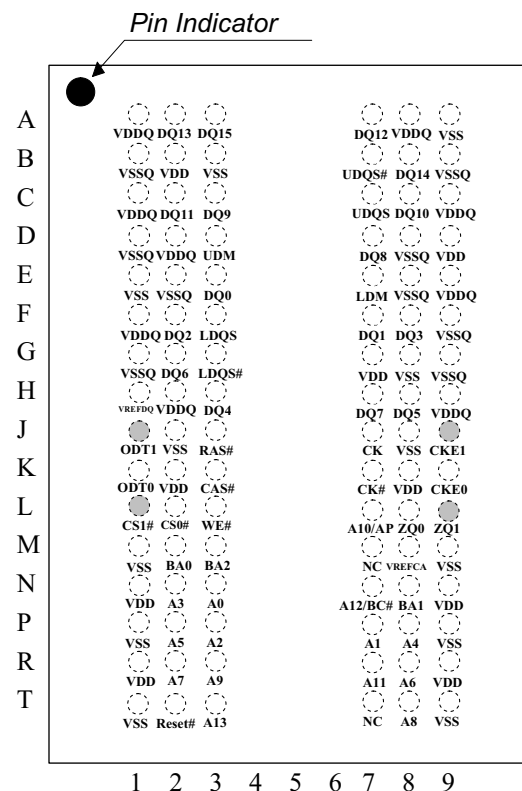 Pin Indicator
A
VDDQ DQ13 DQ15 DQ12 VDDQ VSS
B
VSSQ VDD VSS UDQS# DQ14 VSSQ
C
VDDQ DQ11 DQ9 UDQS DQ10 VDDQ
D
VSSQ VDDQ UDM DQ8 VSSQ VDD
E
VSS VSSQ DQ0 LDM VSSQ VDDQ
F
VDDQ DQ2 LDQS DQ1 DQ3 VSSQ
G
VSSQ DQ6 LDQS# VDD VSS VSSQ
H
VREFDQ VDDQ DQ4 DQ7 DQ5 VDDQ
J
ODT1 VSS RAS# CK VSS CKE1
K
ODT0 VDD CAS# CK# VDD CKE0
L
CS1# CS0# WE# A10/AP ZQ0 ZQ1
M
VSS BA0 BA2 NC VREFCA VSS
N
VDD A3 A0 A12/BC# BA1 VDD
P
VSS A5 A2 A1 A4 VSS
R
VDD A7 A9 A11 A6 VDD
T
VSS Reset# A13 NC A8 VSS
1 2 3 4 5 6 7 8 9